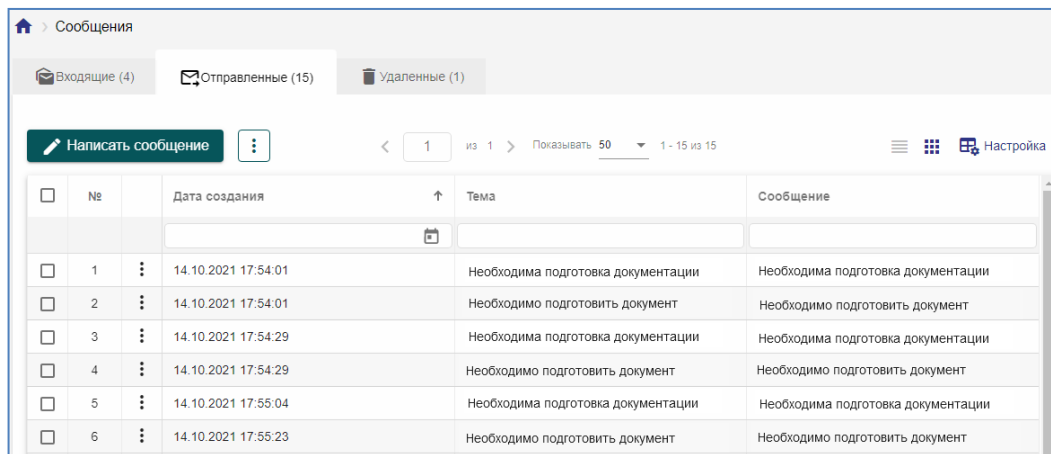 Сообщения
Входящие (4) Отправленные (15) Удаленные (1)
Написать сообщение 1 из 1 Показывать 50 1 - 15 из 15 Настройка
№ Дата создания Тема Сообщение
1 14.10.2021 17:54:01 Необходима подготовка документации Необходима подготовка документации
2 14.10.2021 17:54:01 Необходимо подготовить документ Необходимо подготовить документ
3 14.10.2021 17:54:29 Необходима подготовка документации Необходима подготовка документации
4 14.10.2021 17:54:29 Необходимо подготовить документ Необходимо подготовить документ
5 14.10.2021 17:55:04 Необходима подготовка документации Необходима подготовка документации
6 14.10.2021 17:55:23 Необходимо подготовить документ Необходимо подготовить документ